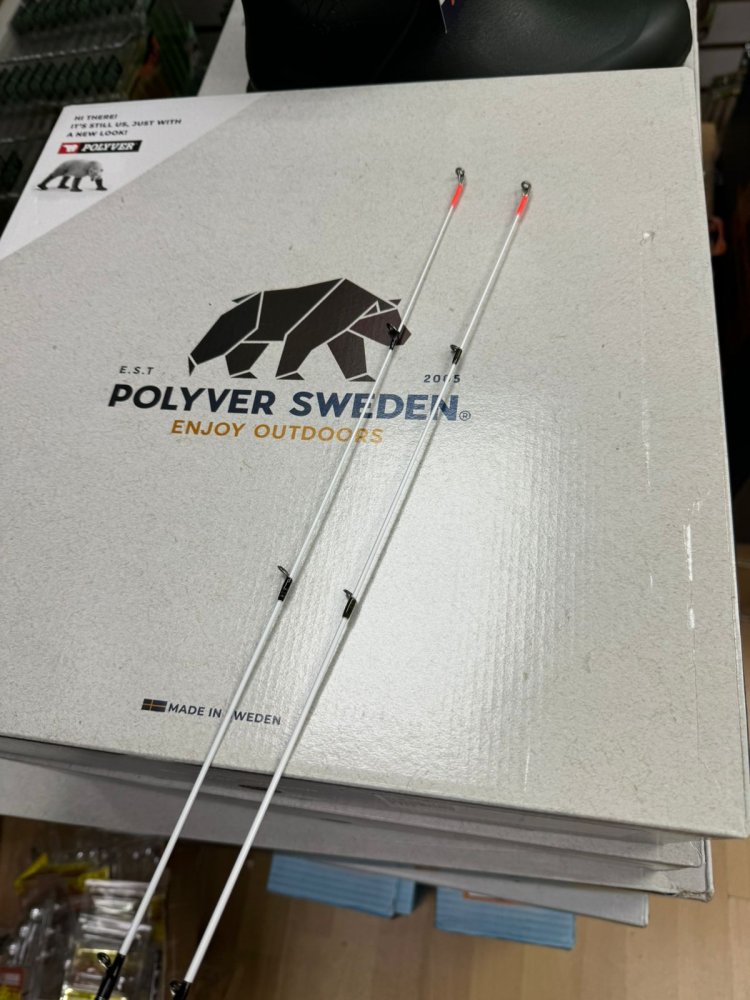 HI THERE!
IT'S STILL US, JUST WITH
A NEW LOOK!
POLYVER
E.S.T 2005
POLYVER SWEDEN®
ENJOY OUTDOORS
MADE IN SWEDEN